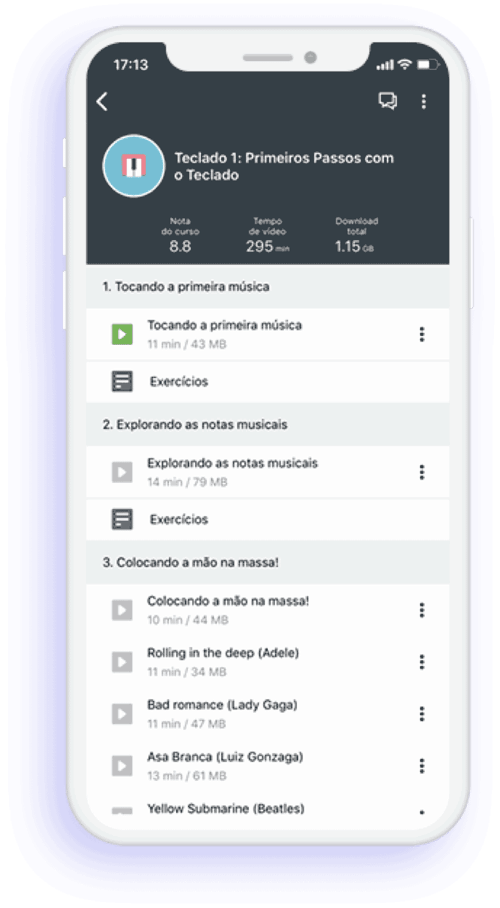 17:13
Teclado 1: Primeiros Passos com
o Teclado
Nota
do curso
8.8
Tempo
de vídeo
295 min
Download
total
1.15 GB
1. Tocando a primeira música
Tocando a primeira música
11 min / 43 MB
Exercícios
2. Explorando as notas musicais
Explorando as notas musicais
14 min / 79 MB
Exercícios
3. Colocando a mão na massa!
Colocando a mão na massa!
10 min / 44 MB
Rolling in the deep (Adele)
11 min / 34 MB
Bad romance (Lady Gaga)
11 min / 47 MB
Asa Branca (Luiz Gonzaga)
13 min / 61 MB
Yellow Submarine (Beatles)